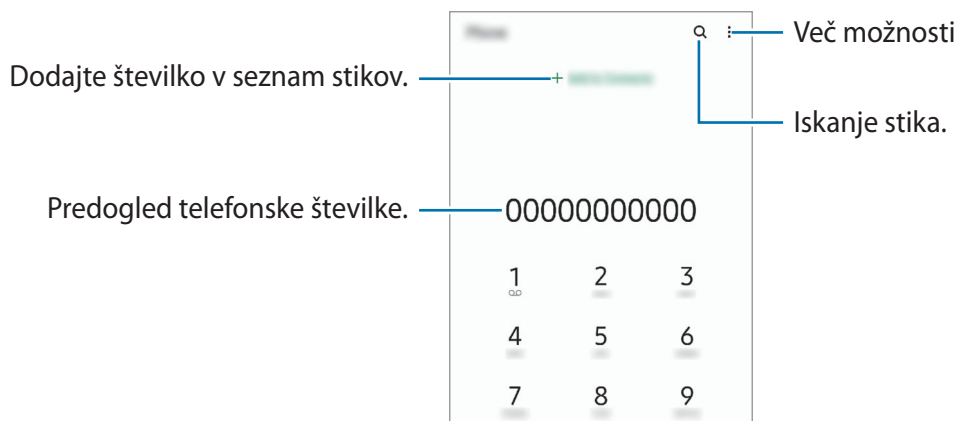 Več možnosti
Dodajte številko v seznam stikov.
Iskanje stika.
Predogled telefonske številke.
00000000000
1 2 3
4 5 6
7 8 9